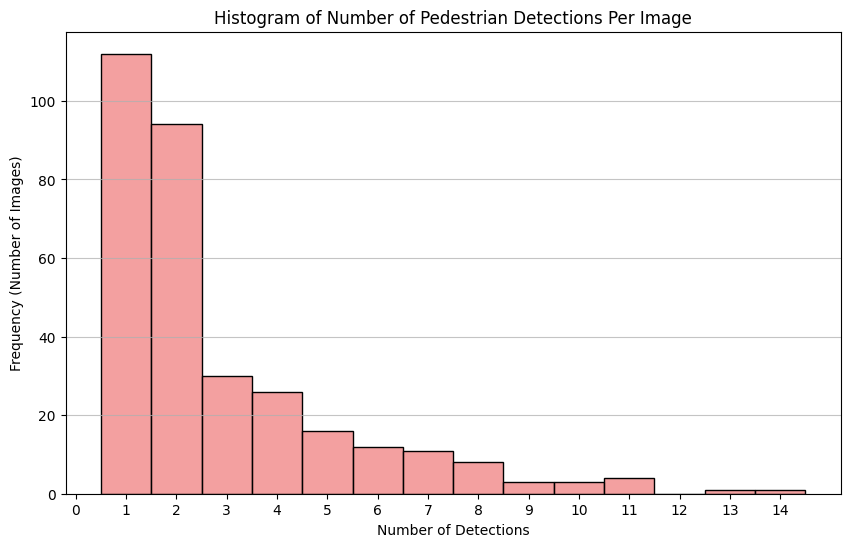 Histogram of Number of Pedestrian Detections Per Image
Frequency (Number of Images)
100
80
60
40
20
0
0 1 2 3 4 5 6 7 8 9 10 11 12 13 14
Number of Detections